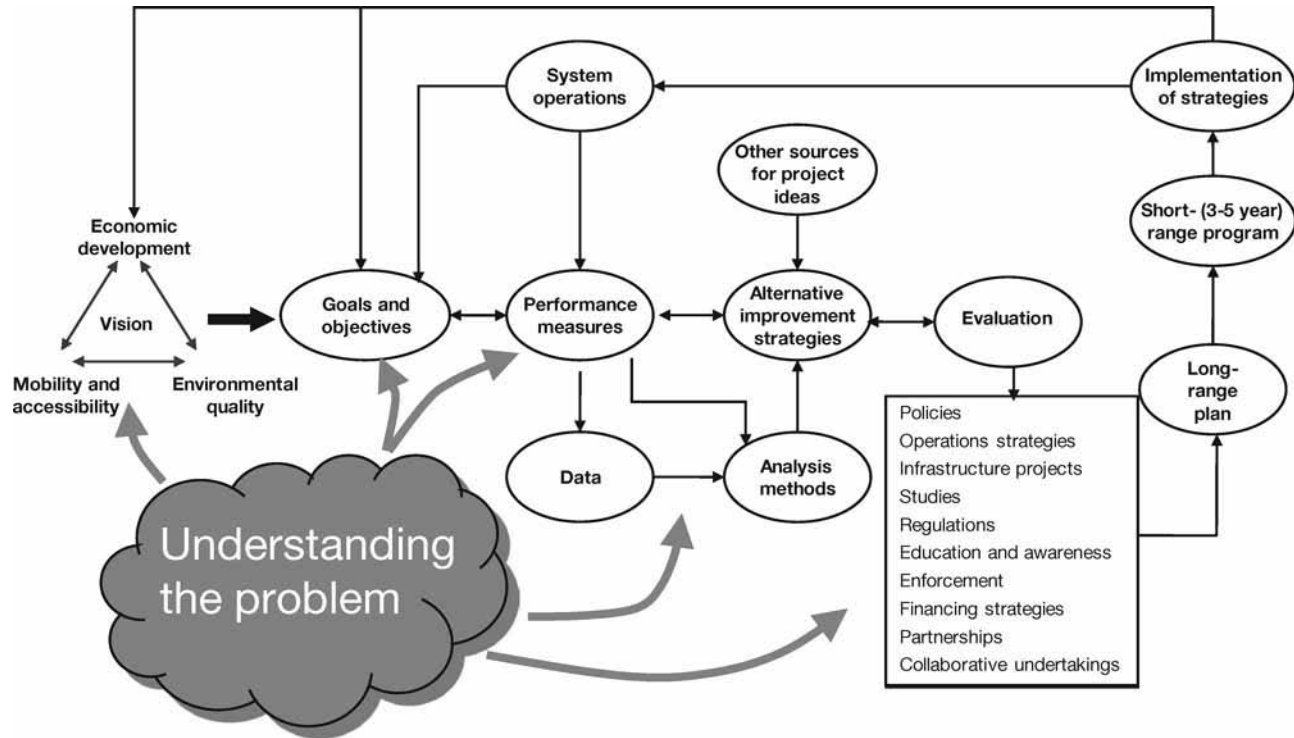 System
operations
Implementation
of strategies
Other sources
for project
ideas
Short- (3-5 year)
range program
Economic
development
Vision
Mobility and
accessibility
Environmental
quality
Goals and
objectives
Performance
measures
Alternative
improvement
strategies
Evaluation
Long-
range
plan
Data
Analysis
methods
Policies
Operations strategies
Infrastructure projects
Studies
Regulations
Education and awareness
Enforcement
Financing strategies
Partnerships
Collaborative undertakings
Understanding
the problem